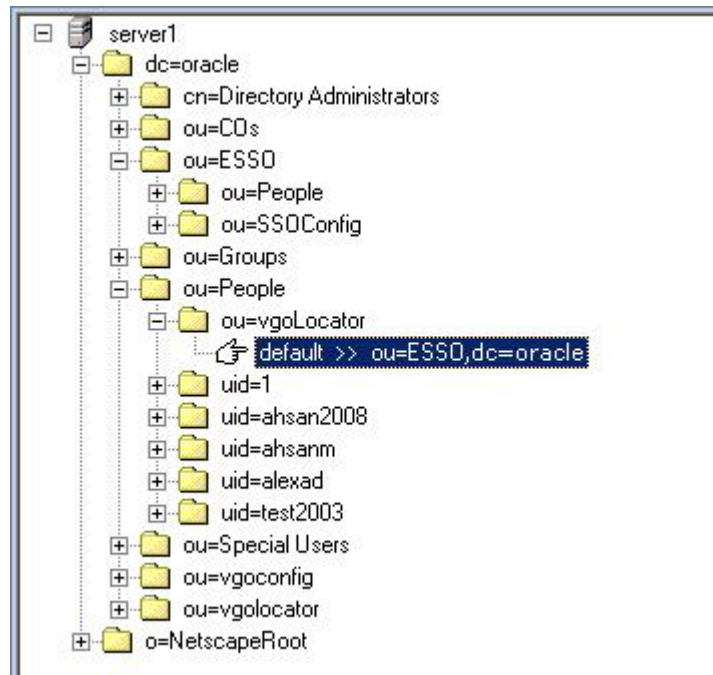 server1
dc=oracle
cn=Directory Administrators
ou=COs
ou=ESSO
ou=People
ou=SSOConfig
ou=Groups
ou=People
ou=vgoLocator
default >> ou=ESSO,dc=oracle
uid=1
uid=ahsan2008
uid=ahsanm
uid=alexad
uid=test2003
ou=Special Users
ou=vgoconfig
ou=vgolocator
o=NetscapeRoot